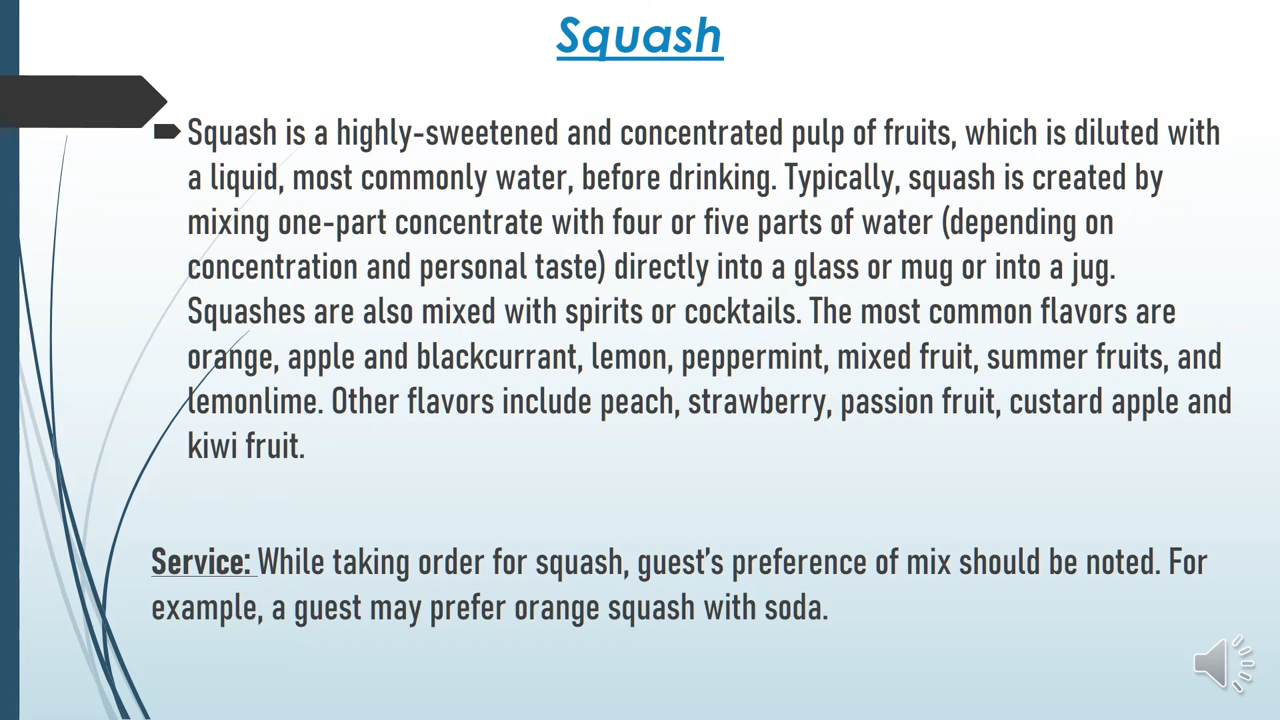 Squash
Squash is a highly-sweetened and concentrated pulp of fruits, which is diluted with
a liquid, most commonly water, before drinking. Typically, squash is created by
mixing one-part concentrate with four or five parts of water (depending on
concentration and personal taste) directly into a glass or mug or into a jug.
Squashes are also mixed with spirits or cocktails. The most common flavors are
orange, apple and blackcurrant, lemon, peppermint, mixed fruit, summer fruits, and
lemonlime. Other flavors include peach, strawberry, passion fruit, custard apple and
kiwi fruit.
Service: While taking order for squash, guest’s preference of mix should be noted. For
example, a guest may prefer orange squash with soda.